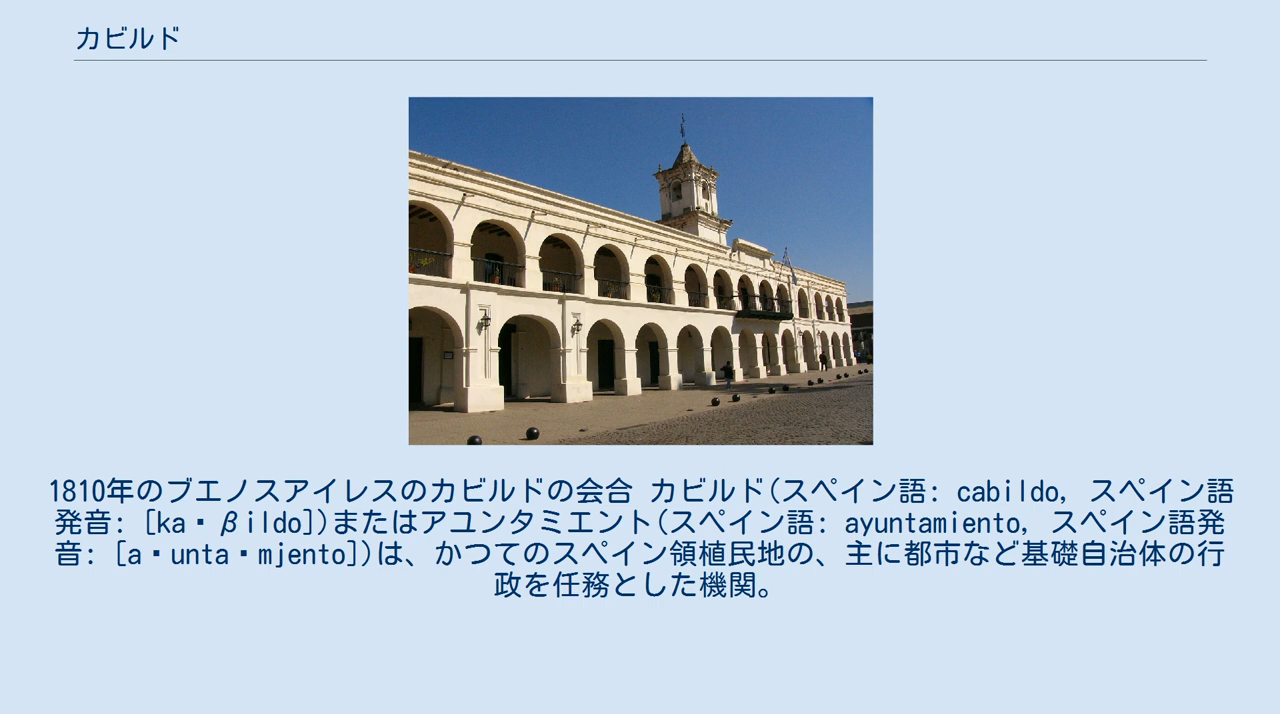 カビルド
1810年のブエノスアイレスのカビルドの会合 カビルド(スペイン語: cabildo, スペイン語
発音: [ka▪βildo])またはアユンタミエント(スペイン語: ayuntamiento, スペイン語発
音: [a▪unta▪mjento])は、かつてのスペイン領植民地の、主に都市など基礎自治体の行
政を任務とした機関。